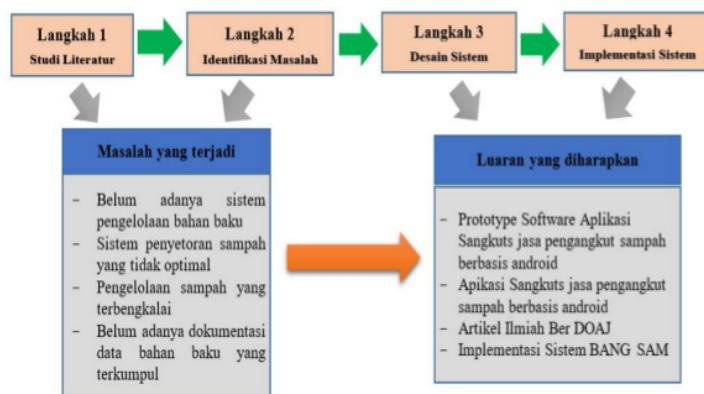 Langkah 1
Studi Literatur
Langkah 2
Identifikasi Masalah
Langkah 3
Desain Sistem
Langkah 4
Implementasi Sistem
Masalah yang terjadi
- Belum adanya sistem
pengelolaan bahan baku
- Sistem penyetoran sampah
yang tidak optimal
- Pengelolaan sampah yang
terbengkalai
- Belum adanya dokumentasi
data bahan baku yang
terkumpul
Luaran yang diharapkan
- Prototype Software Aplikasi
Sangkuts jasa pengangkut sampah
berbasis android
- Apikasi Sangkuts jasa pengangkut
sampah berbasis android
- Artikel Ilmiah Ber DOAJ
- Implementasi Sistem BANG SAM